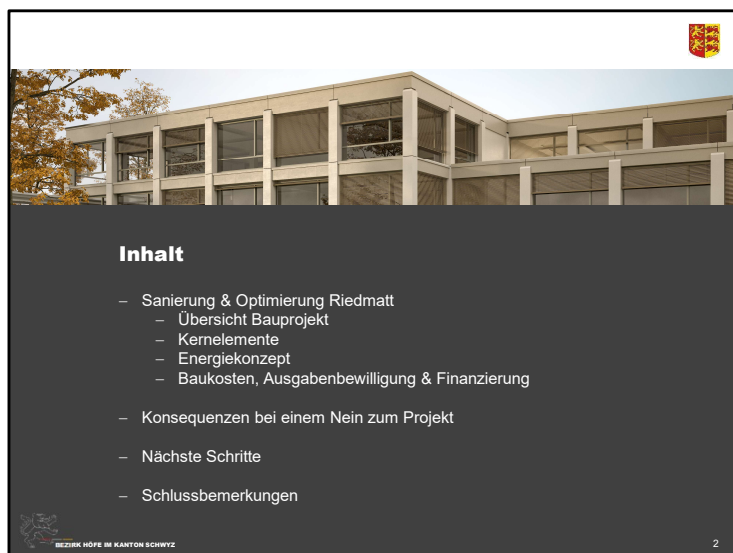 Inhalt
– Sanierung & Optimierung Riedmatt
– Übersicht Bauprojekt
– Kernelemente
– Energiekonzept
– Baukosten, Ausgabenbewilligung & Finanzierung
– Konsequenzen bei einem Nein zum Projekt
– Nächste Schritte
– Schlussbemerkungen
BEZIRK HÖFE IM KANTON SCHWYZ
2